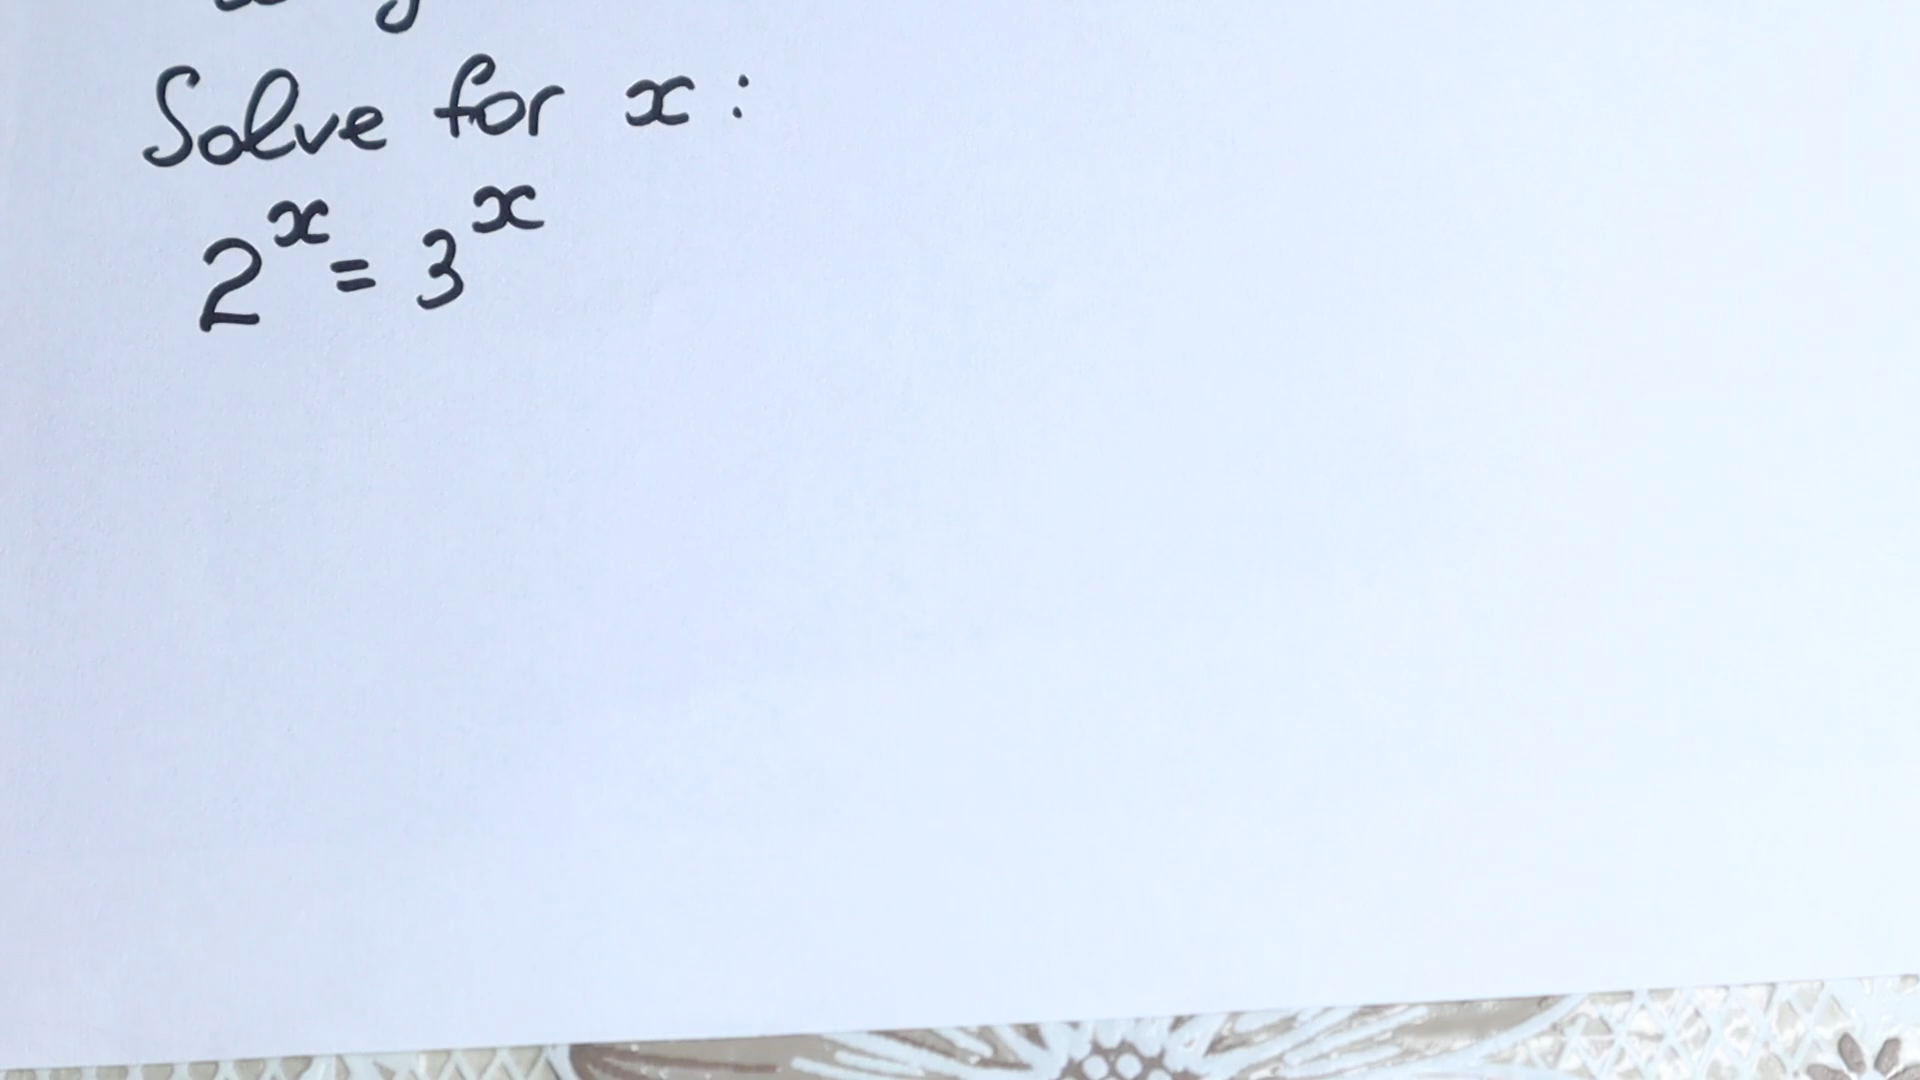 Solve for x:
2^x = 3^x